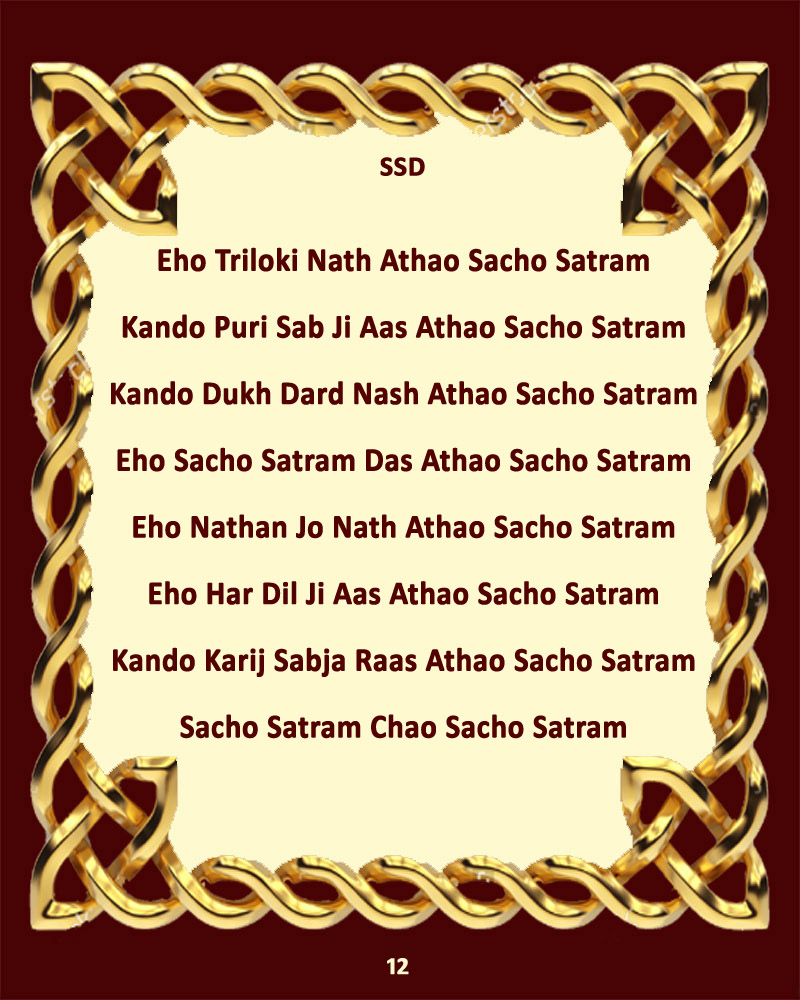 SSD
Eho Triloki Nath Athao Sacho Satram
Kando Puri Sab Ji Aas Athao Sacho Satram
Kando Dukh Dard Nash Athao Sacho Satram
Eho Sacho Satram Das Athao Sacho Satram
Eho Nathan Jo Nath Athao Sacho Satram
Eho Har Dil Ji Aas Athao Sacho Satram
Kando Karij Sabja Raas Athao Sacho Satram
Sacho Satram Chao Sacho Satram
12